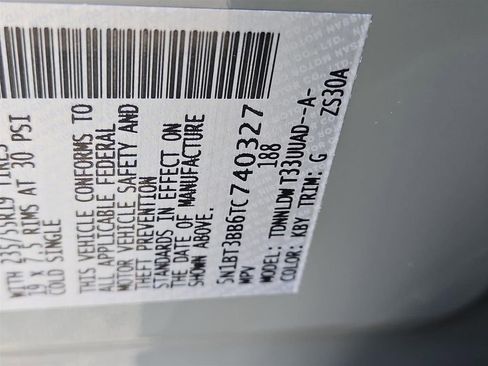 WITH 235/55R19 TIRES
19 X 7.5 RIMS AT 30 PSI
COLD SINGLE
THIS VEHICLE CONFORMS TO
ALL APPLICABLE FEDERAL
MOTOR VEHICLE SAFETY AND
THEFT PREVENTION
STANDARDS IN EFFECT ON
THE DATE OF MANUFACTURE
SHOWN ABOVE.
5N1BT3BB6TC740327
MPV 188
MODEL: TDWNLDW T33UUAD--A-
COLOR: KBY TRIM: G ZS30A